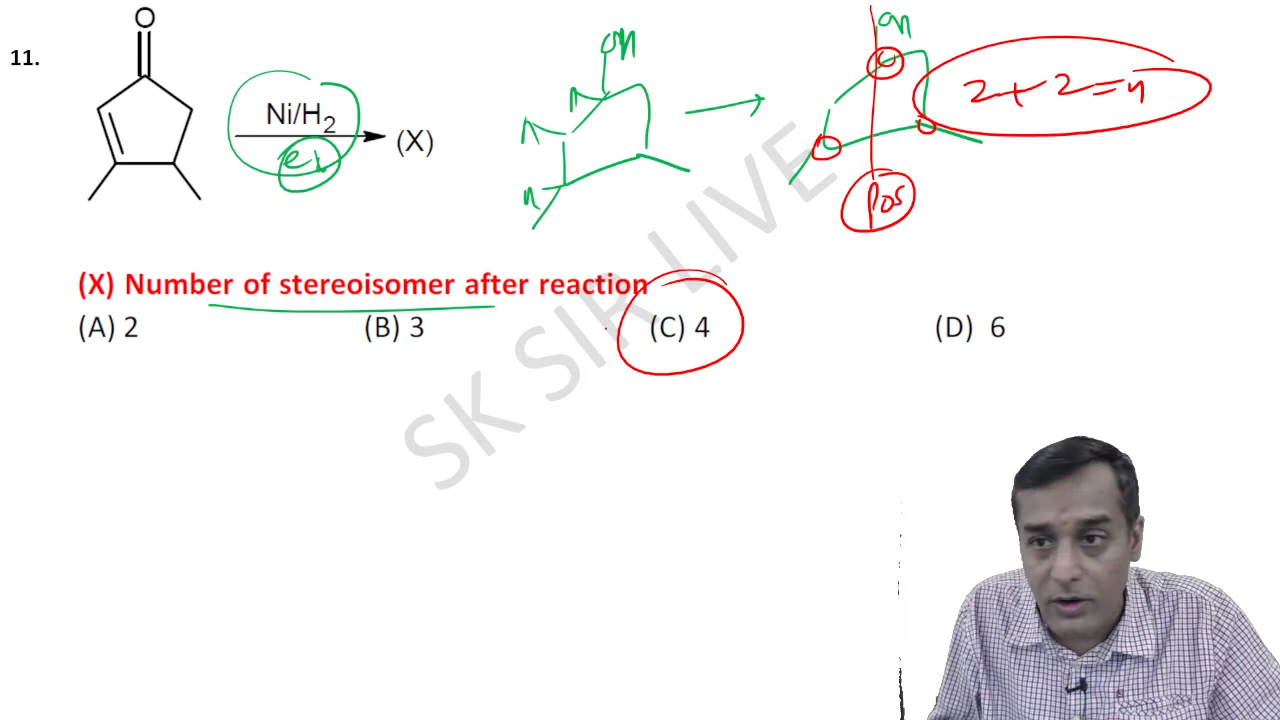 O
11.
Ni/H₂
(X)
OH
H
H
H
OH
2 + 2 = 4
POS
(X) Number of stereoisomer after reaction
(A) 2 (B) 3 (C) 4 (D) 6
SK SIR LIVE